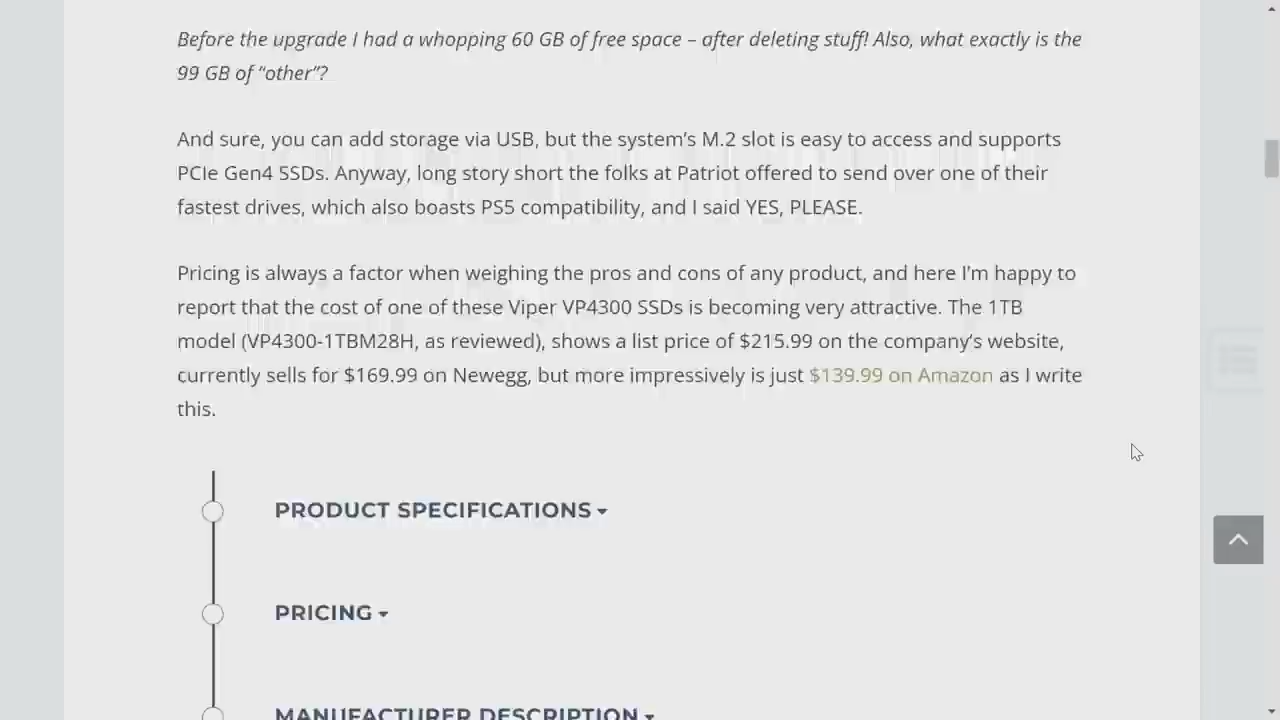 Before the upgrade I had a whopping 60 GB of free space – after deleting stuff! Also, what exactly is the
99 GB of “other”?
And sure, you can add storage via USB, but the system’s M.2 slot is easy to access and supports
PCIe Gen4 SSDs. Anyway, long story short the folks at Patriot offered to send over one of their
fastest drives, which also boasts PS5 compatibility, and I said YES, PLEASE.
Pricing is always a factor when weighing the pros and cons of any product, and here I’m happy to
report that the cost of one of these Viper VP4300 SSDs is becoming very attractive. The 1TB
model (VP4300-1TBM28H, as reviewed), shows a list price of $215.99 on the company’s website,
currently sells for $169.99 on Newegg, but more impressively is just $139.99 on Amazon as I write
this.
PRODUCT SPECIFICATIONS
PRICING
MANUFACTURER DESCRIPTION